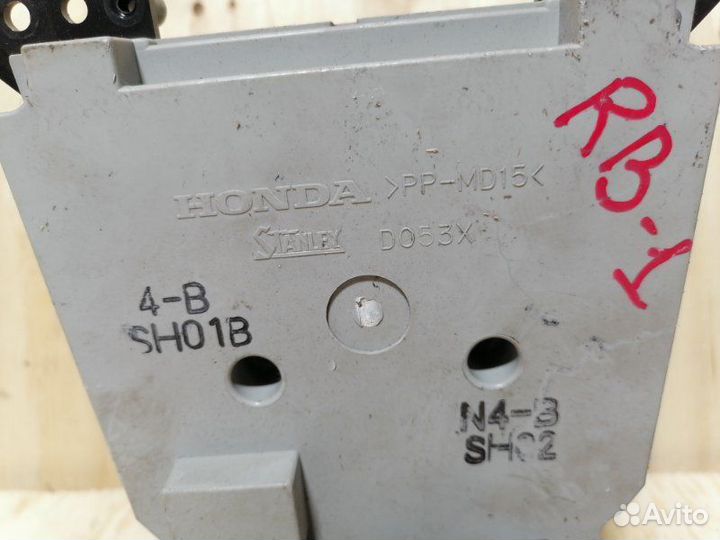 RB-1
HONDA >PP-MD15<
STANLEY D053X
4-B
SH01B
N4-B
SH02
Avito